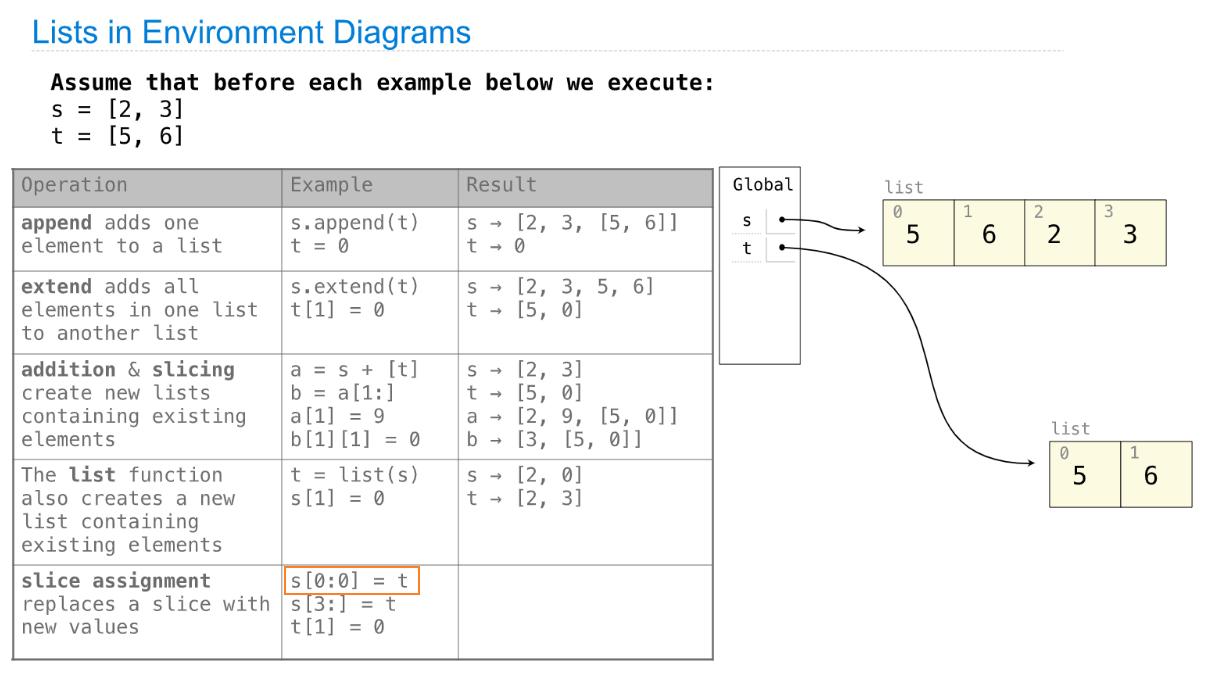 Lists in Environment Diagrams
Assume that before each example below we execute:
s = [2, 3]
t = [5, 6]
Operation Example Result
append adds one s.append(t) s → [2, 3, [5, 6]]
element to a list t = 0 t → 0
extend adds all s.extend(t) s → [2, 3, 5, 6]
elements in one list t[1] = 0 t → [5, 0]
to another list
addition & slicing a = s + [t] s → [2, 3]
create new lists b = a[1:] t → [5, 0]
containing existing a[1] = 9 a → [2, 9, [5, 0]]
elements b[1][1] = 0 b → [3, [5, 0]]
The list function t = list(s) s → [2, 0]
also creates a new s[1] = 0 t → [2, 3]
list containing
existing elements
slice assignment s[0:0] = t
replaces a slice with s[3:] = t
new values t[1] = 0
Global
s
t
list
0 1 2 3
5 6 2 3
list
0 1
5 6